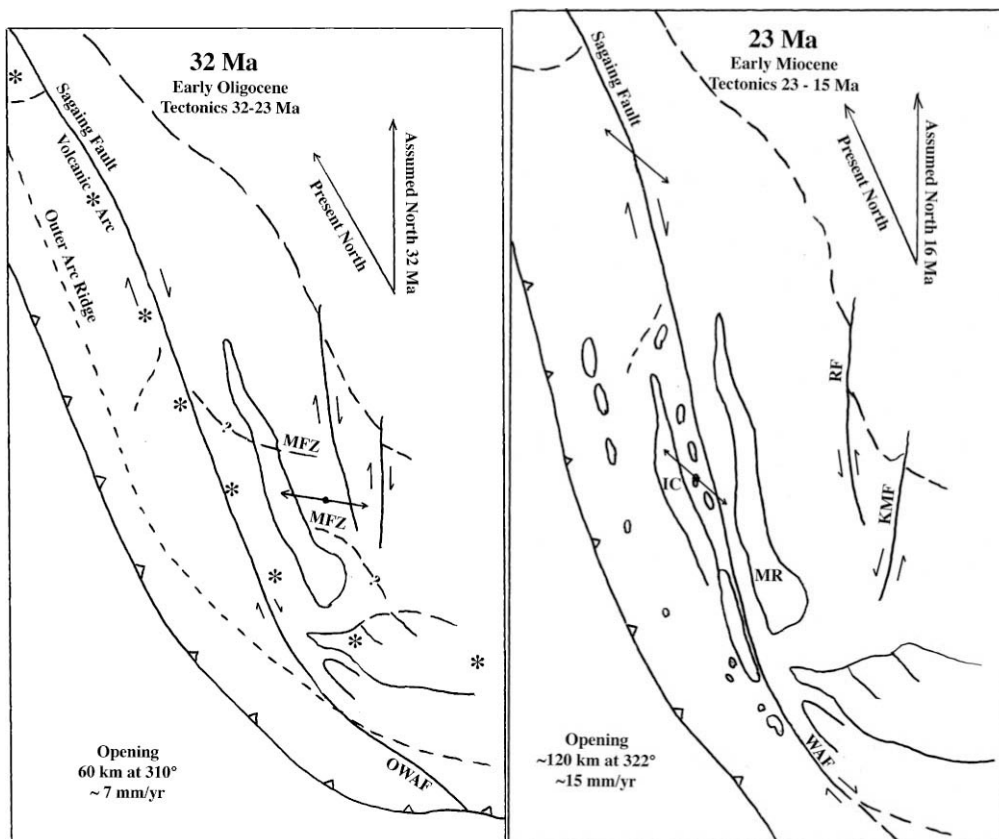 32 Ma
Early Oligocene
Tectonics 32-23 Ma
Sagaing Fault
Volcanic * Arc
Outer Arc Ridge
Present North
Assumed North 32 Ma
?
MFZ
MFZ
?
OWAF
Opening
60 km at 310°
~ 7 mm/yr
23 Ma
Early Miocene
Tectonics 23 - 15 Ma
Sagaing Fault
Present North
Assumed North 16 Ma
RF
IC
KMF
MR
WAF
Opening
~120 km at 322°
~15 mm/yr